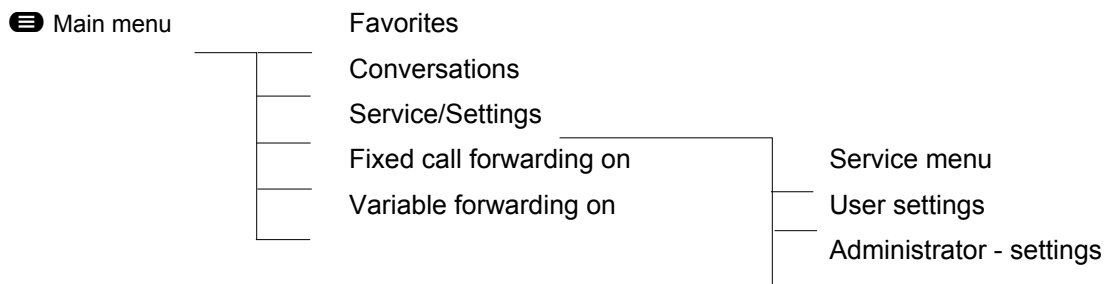 Main menu
Favorites
Conversations
Service/Settings
Fixed call forwarding on
Variable forwarding on
Service menu
User settings
Administrator - settings